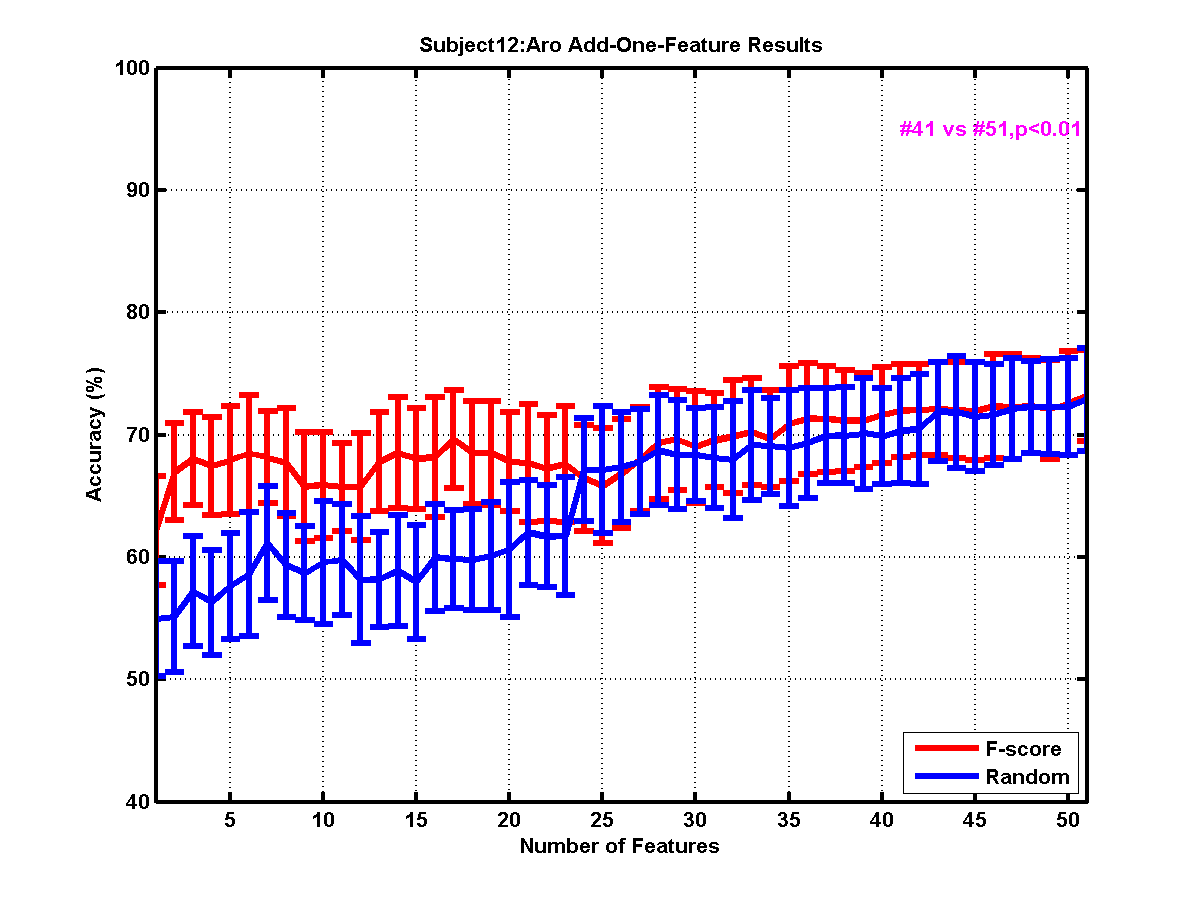 Subject12:Aro Add-One-Feature Results
100
#41 vs #51,p<0.01
90
80
Accuracy (%)
70
60
50
F-score
Random
40
5 10 15 20 25 30 35 40 45 50
Number of Features